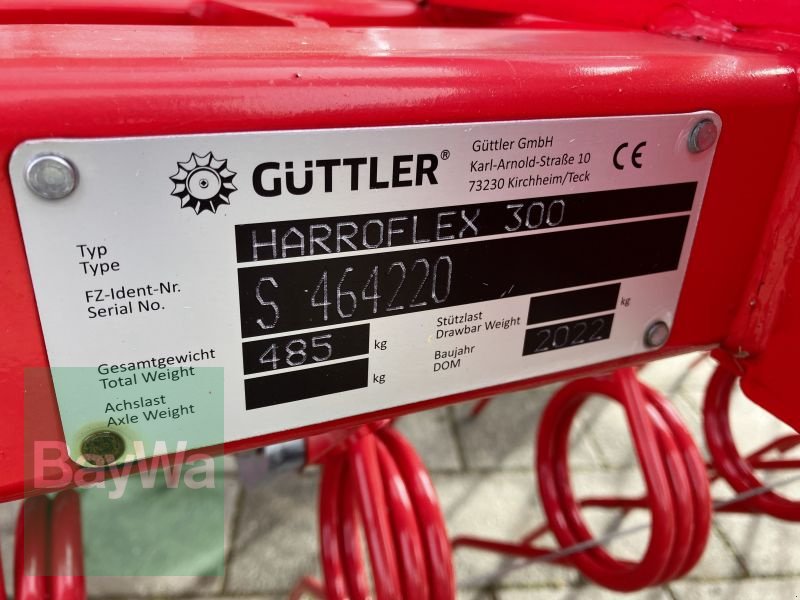 GÜTTLER®
Güttler GmbH
Karl-Arnold-Straße 10
73230 Kirchheim/Teck
CE
Typ
Type
HARROFLEX 300
FZ-Ident-Nr.
Serial No.
S 464220
Gesamtgewicht
Total Weight
485 kg
Achslast
Axle Weight
kg
Stützlast
Drawbar Weight
kg
Baujahr
DOM
2022
BayWa